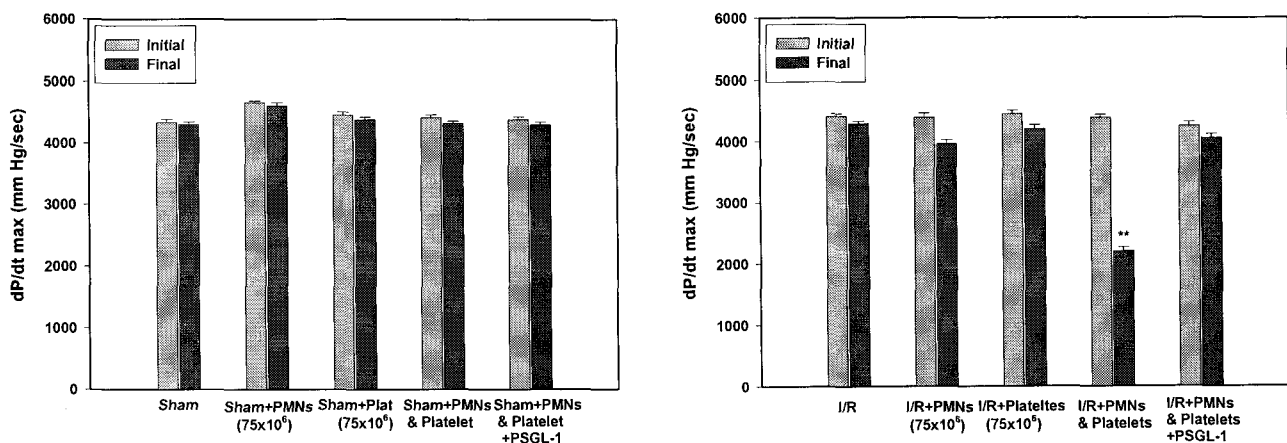 6000
5000
4000
3000
2000
1000
0
dP/dt max (mm Hg/sec)
Initial
Final
Sham
Sham+PMNs
(75x10⁶)
Sham+Plat
(75x10⁶)
Sham+PMNs
& Platelet
Sham+PMNs
& Platelet
+PSGL-1
6000
5000
4000
3000
2000
1000
0
dP/dt max (mm Hg/sec)
Initial
Final
**
I/R
I/R+PMNs
(75x10⁶)
I/R+Plateltes
(75x10⁶)
I/R+PMNs
& Platelets
I/R+PMNs
& Platelets
+PSGL-1